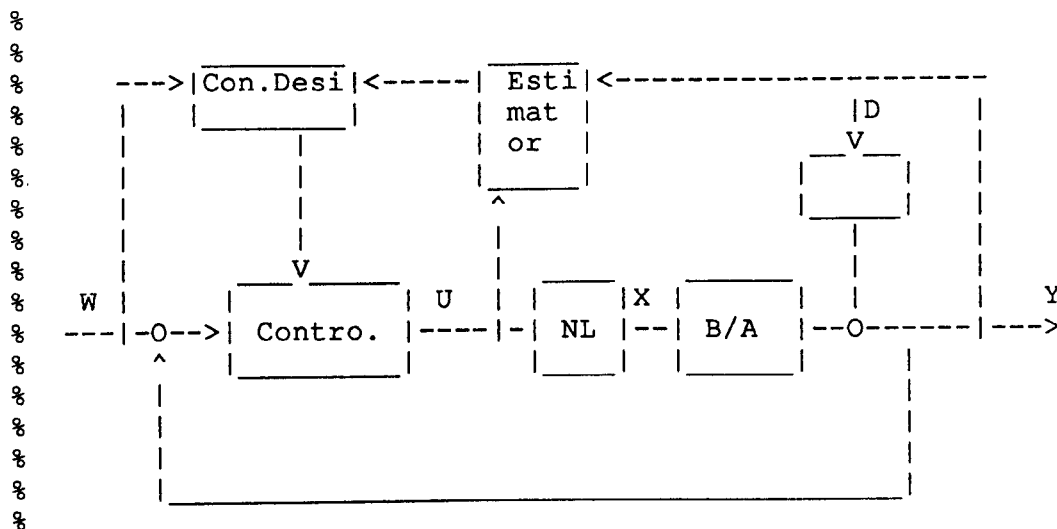 %
%
% --->|Con.Desi|<-----| Esti |<-----------------
% | | | | mat | |D |
% | | or | V |
%
%
%
%
% V
% W | | U | | X | | Y
% ---|-O-->| Contro. |----|-| NL |--| B/A |--O------|--->
% ^
%
%
%
%